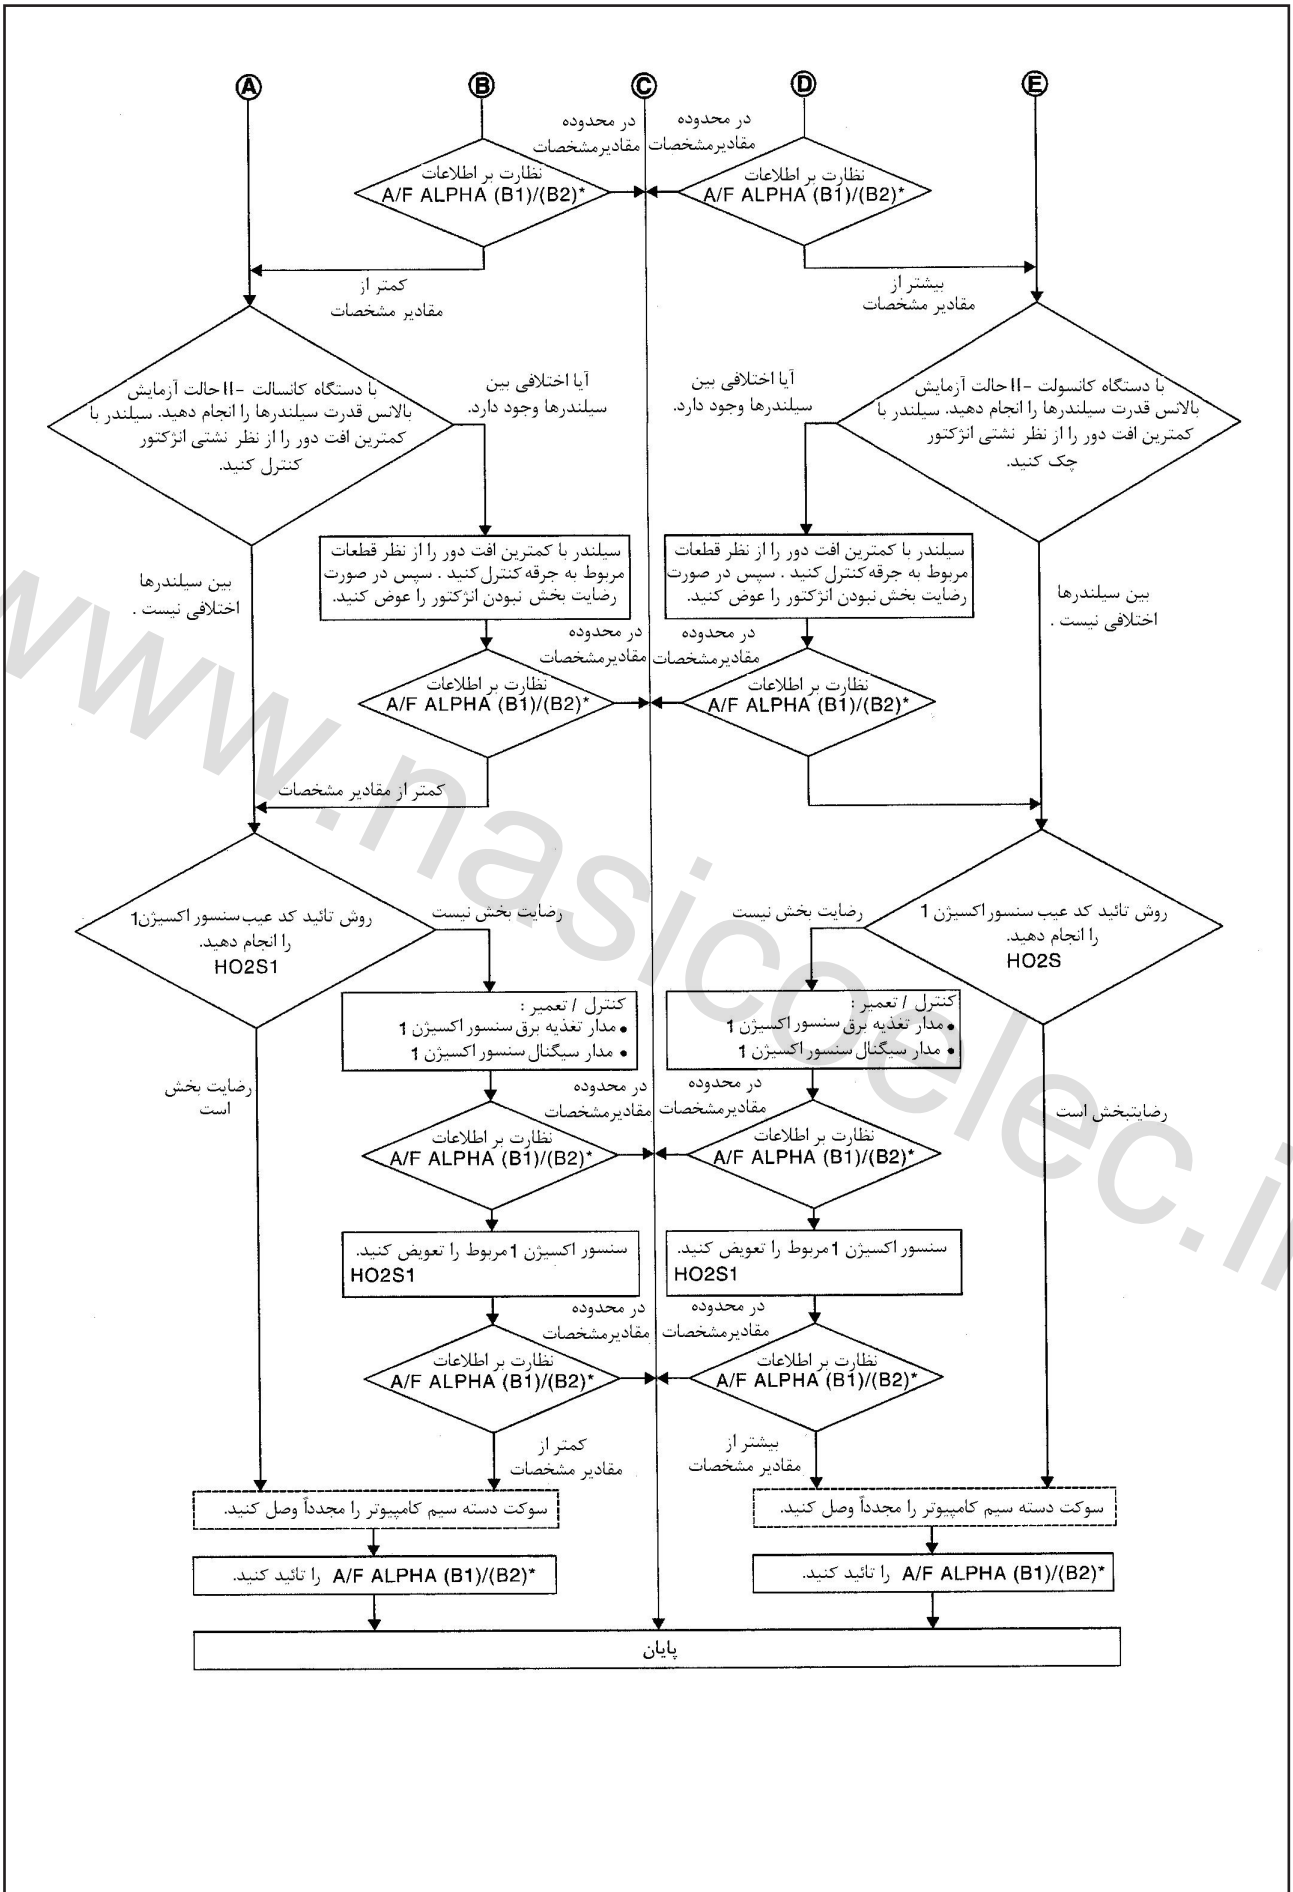 A
B
C
D
E
در محدوده
مقادیرمشخصات
در محدوده
مقادیرمشخصات
نظارت بر اطلاعات
A/F ALPHA (B1)/(B2)*
نظارت بر اطلاعات
A/F ALPHA (B1)/(B2)*
کمتر از
مقادیر مشخصات
بیشتر از
مقادیر مشخصات
با دستگاه کانسالت -II حالت آزمایش
بالانس قدرت سیلندرها را انجام دهید. سیلندر با
کمترین افت دور را از نظر نشتی انژکتور
کنترل کنید.
آیا اختلافی بین
سیلندرها وجود دارد.
آیا اختلافی بین
سیلندرها وجود دارد.
با دستگاه کانسولت -II حالت آزمایش
بالانس قدرت سیلندرها را انجام دهید. سیلندر با
کمترین افت دور را از نظر نشتی انژکتور
چک کنید.
سیلندر با کمترین افت دور را از نظر قطعات
مربوط به جرقه کنترل کنید . سپس در صورت
رضایت بخش نبودن انژکتور را عوض کنید.
سیلندر با کمترین افت دور را از نظر قطعات
مربوط به جرقه کنترل کنید . سپس در صورت
رضایت بخش نبودن انژکتور را عوض کنید.
بین سیلندرها
اختلافی نیست .
بین سیلندرها
اختلافی نیست .
در محدوده
مقادیرمشخصات
در محدوده
مقادیرمشخصات
نظارت بر اطلاعات
A/F ALPHA (B1)/(B2)*
نظارت بر اطلاعات
A/F ALPHA (B1)/(B2)*
کمتر از مقادیر مشخصات
روش تائید کد عیب سنسور اکسیژن1
را انجام دهید.
HO2S1
رضایت بخش نیست
رضایت بخش نیست
روش تائید کد عیب سنسور اکسیژن 1
را انجام دهید.
HO2S
کنترل / تعمیر :
• مدار تغذیه برق سنسور اکسیژن 1
• مدار سیگنال سنسور اکسیژن 1
کنترل / تعمیر :
• مدار تغذیه برق سنسور اکسیژن 1
• مدار سیگنال سنسور اکسیژن 1
رضایت بخش
است
رضایتبخش است
در محدوده
مقادیرمشخصات
در محدوده
مقادیرمشخصات
نظارت بر اطلاعات
A/F ALPHA (B1)/(B2)*
نظارت بر اطلاعات
A/F ALPHA (B1)/(B2)*
سنسور اکسیژن 1 مربوط را تعویض کنید.
HO2S1
سنسور اکسیژن 1 مربوط را تعویض کنید.
HO2S1
در محدوده
مقادیرمشخصات
در محدوده
مقادیرمشخصات
نظارت بر اطلاعات
A/F ALPHA (B1)/(B2)*
نظارت بر اطلاعات
A/F ALPHA (B1)/(B2)*
کمتر از
مقادیر مشخصات
بیشتر از
مقادیر مشخصات
سوکت دسته سیم کامپیوتر را مجدداً وصل کنید.
سوکت دسته سیم کامپیوتر را مجدداً وصل کنید.
A/F ALPHA (B1)/(B2)* را تائید کنید.
A/F ALPHA (B1)/(B2)* را تائید کنید.
پایان
www.nasicoelec.ir